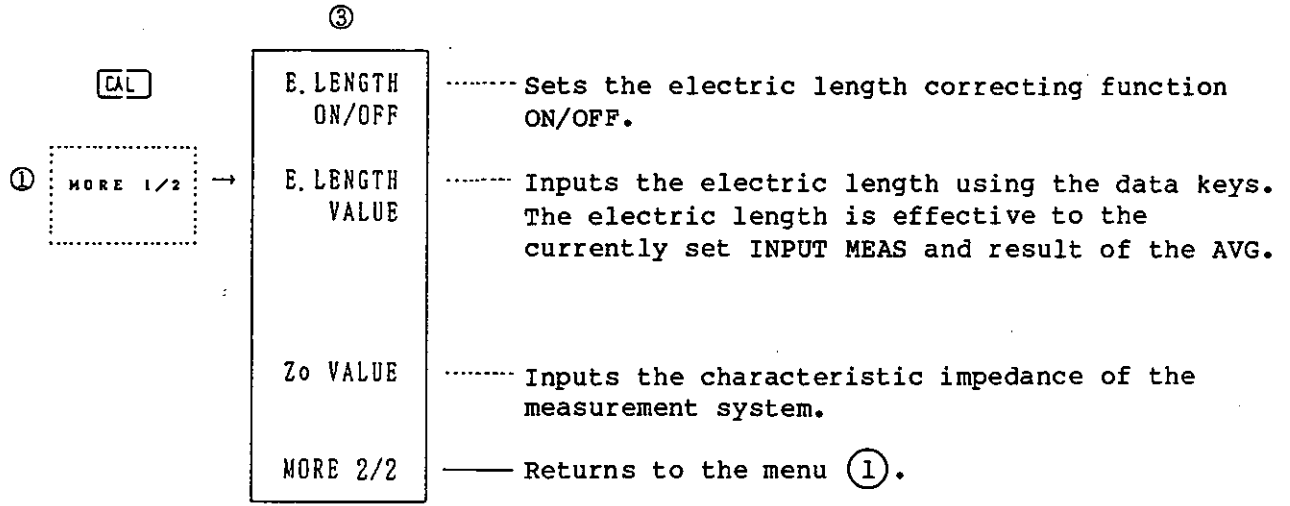 ③
CAL
E.LENGTH ........ Sets the electric length correcting function
ON/OFF ON/OFF.
① MORE 1/2 → E.LENGTH ....... Inputs the electric length using the data keys.
VALUE The electric length is effective to the
currently set INPUT MEAS and result of the AVG.
Zo VALUE ........ Inputs the characteristic impedance of the
measurement system.
MORE 2/2 —— Returns to the menu ①.